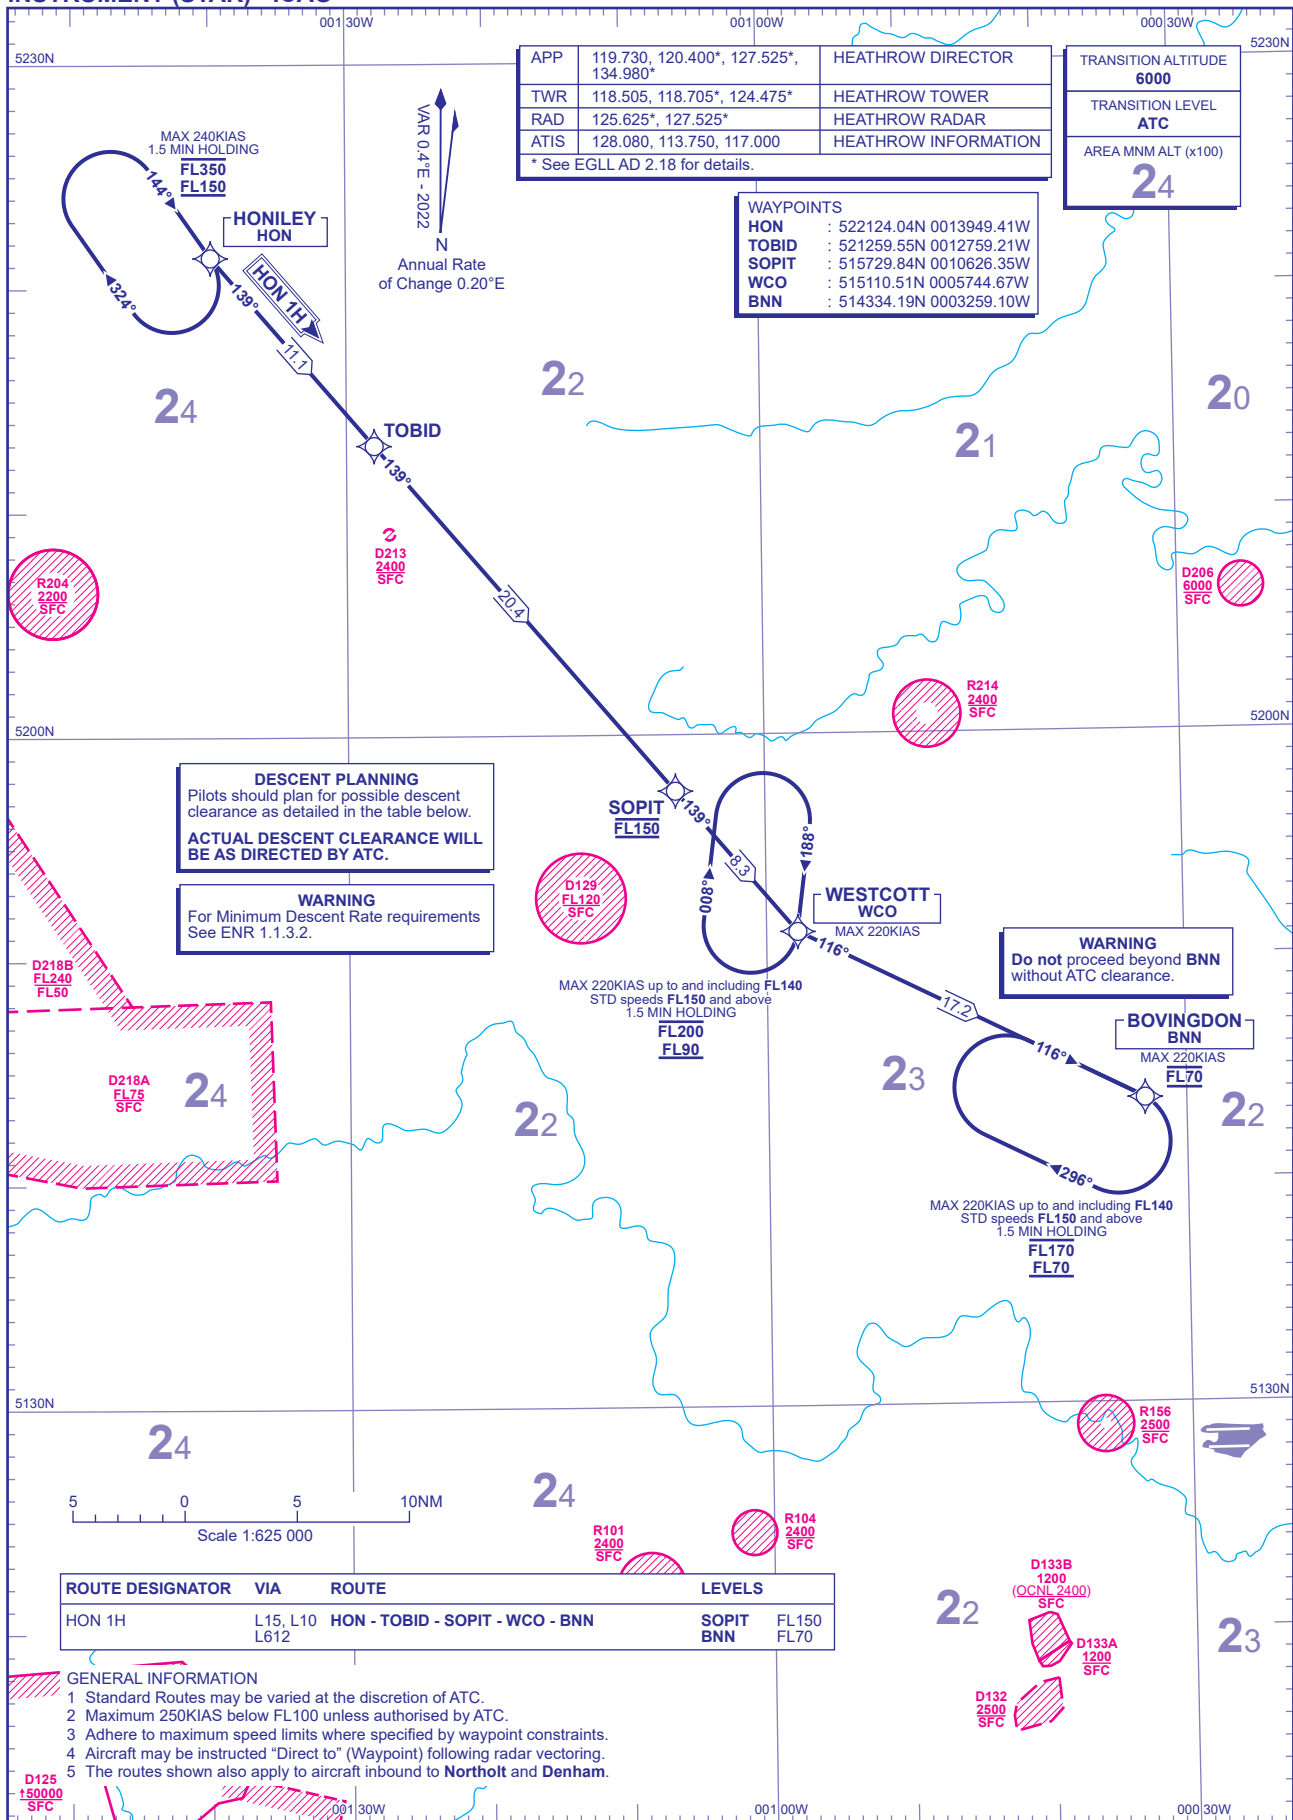 001°30'W
001°00'W
000°30'W
5230N
5230N
APP 119.730, 120.400*, 127.525*, 134.980* HEATHROW DIRECTOR
TWR 118.505, 118.705*, 124.475* HEATHROW TOWER
RAD 125.625*, 127.525* HEATHROW RADAR
ATIS 128.080, 113.750, 117.000 HEATHROW INFORMATION
* See EGLL AD 2.18 for details.
TRANSITION ALTITUDE
6000
TRANSITION LEVEL
ATC
AREA MNM ALT (x100)
24
WAYPOINTS
HON : 522124.04N 0013949.41W
TOBID : 521259.55N 0012759.21W
SOPIT : 515729.84N 0010626.35W
WCO : 515110.51N 0005744.67W
BNN : 514334.19N 0003259.10W
VAR 0.4°E - 2022
N
Annual Rate
of Change 0.20°E
MAX 240KIAS
1.5 MIN HOLDING
FL350
FL150
144°
324°
HONILEY
HON
139°
HON 1H
11.1
24
22
21
20
TOBID
139°
D213
2400
SFC
R204
2200
SFC
20.4
D206
6000
SFC
R214
2400
SFC
5200N
5200N
DESCENT PLANNING
Pilots should plan for possible descent
clearance as detailed in the table below.
ACTUAL DESCENT CLEARANCE WILL
BE AS DIRECTED BY ATC.
SOPIT
FL150
139°
188°
8.3
008°
WARNING
For Minimum Descent Rate requirements
See ENR 1.1.3.2.
D129
FL120
SFC
WESTCOTT
WCO
MAX 220KIAS
116°
WARNING
Do not proceed beyond BNN
without ATC clearance.
D218B
FL240
FL50
MAX 220KIAS up to and including FL140
STD speeds FL150 and above
1.5 MIN HOLDING
FL200
FL90
17.2
BOVINGDON
BNN
MAX 220KIAS
FL70
116°
D218A
FL75
SFC
24
22
23
22
296°
MAX 220KIAS up to and including FL140
STD speeds FL150 and above
1.5 MIN HOLDING
FL170
FL70
5130N
5130N
R156
2500
SFC
24
24
5 0 5 10NM
Scale 1:625 000
R101
2400
SFC
R104
2400
SFC
ROUTE DESIGNATOR VIA ROUTE LEVELS
HON 1H L15, L10 HON - TOBID - SOPIT - WCO - BNN SOPIT FL150
L612 BNN FL70
D133B
1200
(OCNL 2400)
SFC
22
23
D133A
1200
SFC
D132
2500
SFC
GENERAL INFORMATION
1 Standard Routes may be varied at the discretion of ATC.
2 Maximum 250KIAS below FL100 unless authorised by ATC.
3 Adhere to maximum speed limits where specified by waypoint constraints.
4 Aircraft may be instructed “Direct to” (Waypoint) following radar vectoring.
5 The routes shown also apply to aircraft inbound to Northolt and Denham.
D125
↑50000
SFC
001°30W
001°00W
000°30W